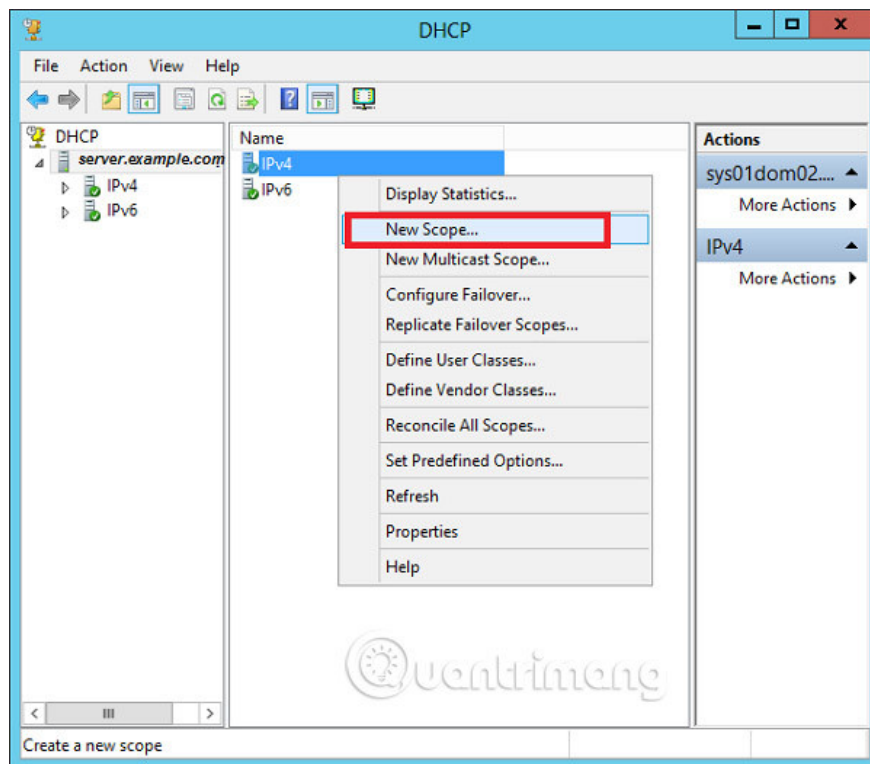 DHCP
File Action View Help
DHCP
server.example.com
IPv4
IPv6
Name
IPv4
IPv6
Display Statistics...
New Scope...
New Multicast Scope...
Configure Failover...
Replicate Failover Scopes...
Define User Classes...
Define Vendor Classes...
Reconcile All Scopes...
Set Predefined Options...
Refresh
Properties
Help
Actions
sys01dom02....
More Actions
IPv4
More Actions
Quantrimang
Create a new scope